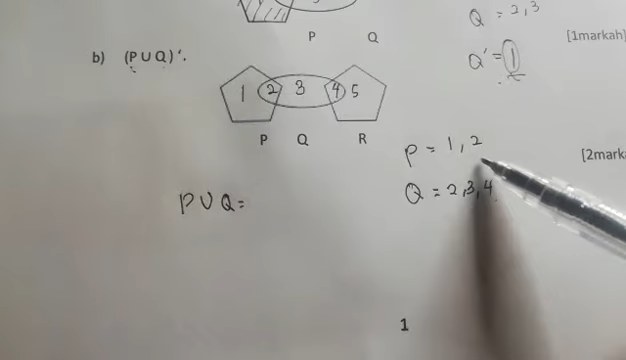 Q = 2,3
P Q
[1markah]
Q' = 1
b) (P∪Q)'.
1 2 3 4 5
P Q R
P = 1, 2
[2mark
Q = 2,3,4
P∪Q=
1